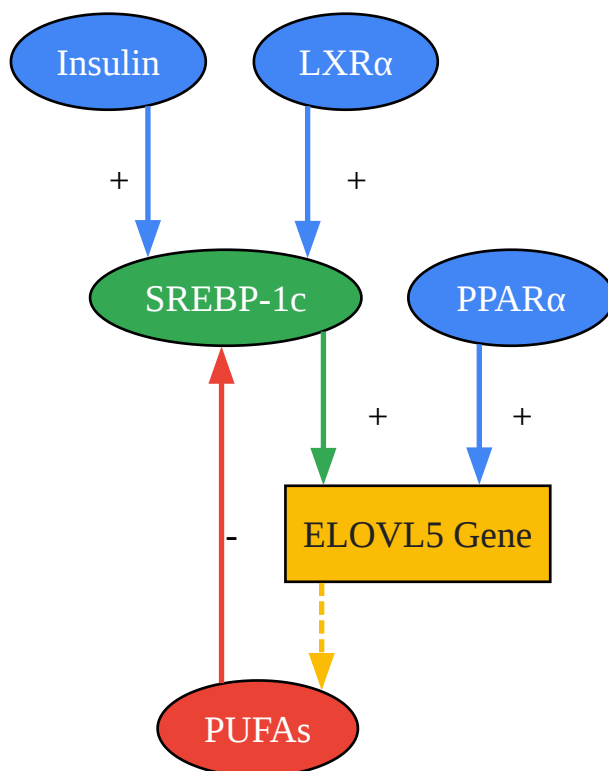 Insulin
LXRα
+
+
SREBP-1c
PPARα
+
+
-
ELOVL5 Gene
PUFAs